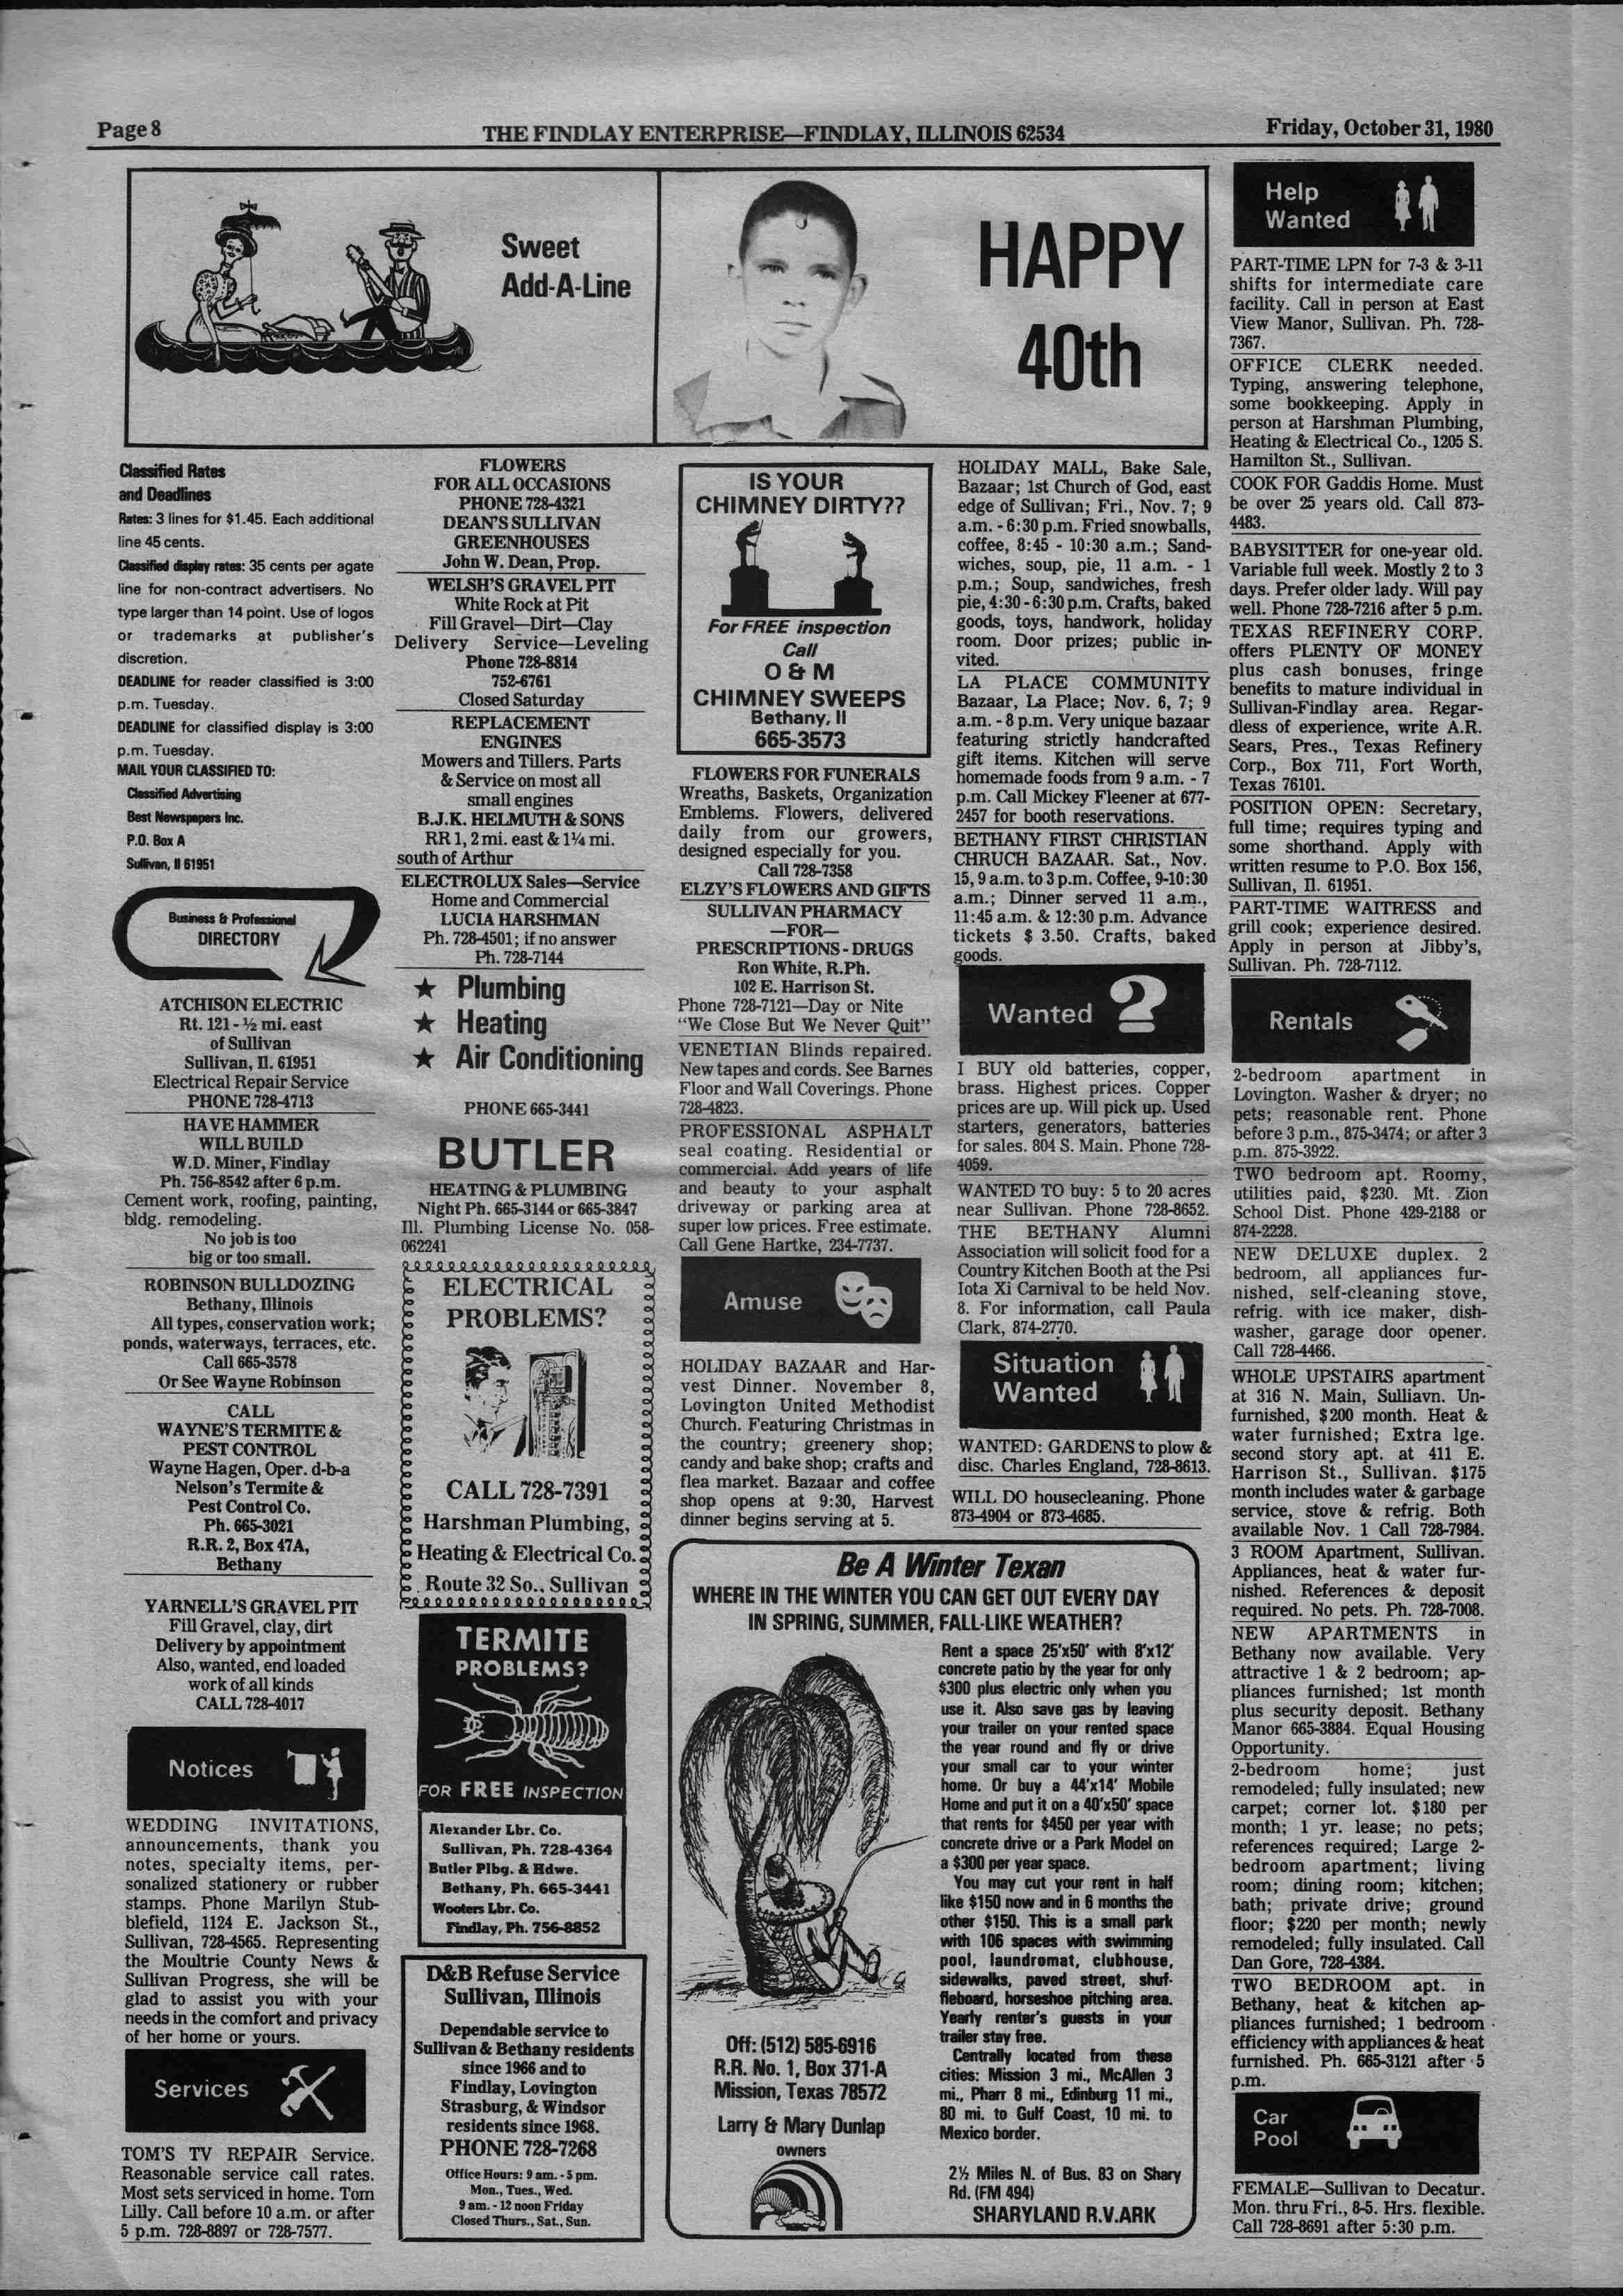 Page 8
THE FINDLAY ENTERPRISE—FINDLAY, ILLINOIS 62534
Friday, October 31, 1980
Sweet
Add-A-Line
HAPPY
40th
Classified Rates
and Deadlines
Rates: 3 lines for $1.45. Each additional
line 45 cents.
Classified display rates: 35 cents per agate
line for non-contract advertisers. No
type larger than 14 point. Use of logos
or trademarks at publisher's
discretion.
DEADLINE for reader classified is 3:00
p.m. Tuesday.
DEADLINE for classified display is 3:00
p.m. Tuesday.
MAIL YOUR CLASSIFIED TO:
Classified Advertising
Best Newspapers Inc.
P.O. Box A
Sullivan, Il 61951
Business & Professional
DIRECTORY
ATCHISON ELECTRIC
Rt. 121 - ½ mi. east
of Sullivan
Sullivan, Il. 61951
Electrical Repair Service
PHONE 728-4713
HAVE HAMMER
WILL BUILD
W.D. Miner, Findlay
Ph. 756-8542 after 6 p.m.
Cement work, roofing, painting,
bldg. remodeling.
No job is too
big or too small.
ROBINSON BULLDOZING
Bethany, Illinois
All types, conservation work;
ponds, waterways, terraces, etc.
Call 665-3578
Or See Wayne Robinson
CALL
WAYNE'S TERMITE &
PEST CONTROL
Wayne Hagen, Oper. d-b-a
Nelson's Termite &
Pest Control Co.
Ph. 665-3021
R.R. 2, Box 47A,
Bethany
YARNELL'S GRAVEL PIT
Fill Gravel, clay, dirt
Delivery by appointment
Also, wanted, end loaded
work of all kinds
CALL 728-4017
Notices
WEDDING INVITATIONS,
announcements, thank you
notes, specialty items, per-
sonalized stationery or rubber
stamps. Phone Marilyn Stub-
blefield, 1124 E. Jackson St.,
Sullivan, 728-4565. Representing
the Moultrie County News &
Sullivan Progress, she will be
glad to assist you with your
needs in the comfort and privacy
of her home or yours.
Services
TOM'S TV REPAIR Service.
Reasonable service call rates.
Most sets serviced in home. Tom
Lilly. Call before 10 a.m. or after
5 p.m. 728-8897 or 728-7577.
FLOWERS
FOR ALL OCCASIONS
PHONE 728-4321
DEAN'S SULLIVAN
GREENHOUSES
John W. Dean, Prop.
WELSH'S GRAVEL PIT
White Rock at Pit
Fill Gravel—Dirt—Clay
Delivery Service—Leveling
Phone 728-8814
752-6761
Closed Saturday
REPLACEMENT
ENGINES
Mowers and Tillers. Parts
& Service on most all
small engines
B.J.K. HELMUTH & SONS
RR 1, 2 mi. east & 1¼ mi.
south of Arthur
ELECTROLUX Sales—Service
Home and Commercial
LUCIA HARSHMAN
Ph. 728-4501; if no answer
Ph. 728-7144
★ Plumbing
★ Heating
★ Air Conditioning
PHONE 665-3441
BUTLER
HEATING & PLUMBING
Night Ph. 665-3144 or 665-3847
Ill. Plumbing License No. 058-
062241
ELECTRICAL
PROBLEMS?
CALL 728-7391
Harshman Plumbing,
Heating & Electrical Co.
Route 32 So., Sullivan
TERMITE
PROBLEMS?
FOR FREE INSPECTION
Alexander Lbr. Co.
Sullivan, Ph. 728-4364
Butler Plbg. & Hdwe.
Bethany, Ph. 665-3441
Wooters Lbr. Co.
Findlay, Ph. 756-8852
D&B Refuse Service
Sullivan, Illinois
Dependable service to
Sullivan & Bethany residents
since 1966 and to
Findlay, Lovington
Strasburg, & Windsor
residents since 1968.
PHONE 728-7268
Office Hours: 9 am. - 5 pm.
Mon., Tues., Wed.
9 am. - 12 noon Friday
Closed Thurs., Sat., Sun.
IS YOUR
CHIMNEY DIRTY??
For FREE inspection
Call
O & M
CHIMNEY SWEEPS
Bethany, Il
665-3573
FLOWERS FOR FUNERALS
Wreaths, Baskets, Organization
Emblems. Flowers, delivered
daily from our growers,
designed especially for you.
Call 728-7358
ELZY'S FLOWERS AND GIFTS
SULLIVAN PHARMACY
—FOR—
PRESCRIPTIONS - DRUGS
Ron White, R.Ph.
102 E. Harrison St.
Phone 728-7121—Day or Nite
"We Close But We Never Quit"
VENETIAN Blinds repaired.
New tapes and cords. See Barnes
Floor and Wall Coverings. Phone
728-4823.
PROFESSIONAL ASPHALT
seal coating. Residential or
commercial. Add years of life
and beauty to your asphalt
driveway or parking area at
super low prices. Free estimate.
Call Gene Hartke, 234-7737.
Amuse
HOLIDAY BAZAAR and Har-
vest Dinner. November 8,
Lovington United Methodist
Church. Featuring Christmas in
the country; greenery shop;
candy and bake shop; crafts and
flea market. Bazaar and coffee
shop opens at 9:30, Harvest
dinner begins serving at 5.
HOLIDAY MALL, Bake Sale,
Bazaar; 1st Church of God, east
edge of Sullivan; Fri., Nov. 7; 9
a.m. - 6:30 p.m. Fried snowballs,
coffee, 8:45 - 10:30 a.m.; Sand-
wiches, soup, pie, 11 a.m. - 1
p.m.; Soup, sandwiches, fresh
pie, 4:30 - 6:30 p.m. Crafts, baked
goods, toys, handwork, holiday
room. Door prizes; public in-
vited.
LA PLACE COMMUNITY
Bazaar, La Place; Nov. 6, 7; 9
a.m. - 8 p.m. Very unique bazaar
featuring strictly handcrafted
gift items. Kitchen will serve
homemade foods from 9 a.m. - 7
p.m. Call Mickey Fleener at 677-
2457 for booth reservations.
BETHANY FIRST CHRISTIAN
CHRUCH BAZAAR. Sat., Nov.
15, 9 a.m. to 3 p.m. Coffee, 9-10:30
a.m.; Dinner served 11 a.m.,
11:45 a.m. & 12:30 p.m. Advance
tickets $ 3.50. Crafts, baked
goods.
Wanted ?
I BUY old batteries, copper,
brass. Highest prices. Copper
prices are up. Will pick up. Used
starters, generators, batteries
for sales. 804 S. Main. Phone 728-
4059.
WANTED TO buy: 5 to 20 acres
near Sullivan. Phone 728-8652.
THE BETHANY Alumni
Association will solicit food for a
Country Kitchen Booth at the Psi
Iota Xi Carnival to be held Nov.
8. For information, call Paula
Clark, 874-2770.
Situation
Wanted
WANTED: GARDENS to plow &
disc. Charles England, 728-8613.
WILL DO housecleaning. Phone
873-4904 or 873-4685.
Be A Winter Texan
WHERE IN THE WINTER YOU CAN GET OUT EVERY DAY
IN SPRING, SUMMER, FALL-LIKE WEATHER?
Rent a space 25'x50' with 8'x12'
concrete patio by the year for only
$300 plus electric only when you
use it. Also save gas by leaving
your trailer on your rented space
the year round and fly or drive
your small car to your winter
home. Or buy a 44'x14' Mobile
Home and put it on a 40'x50' space
that rents for $450 per year with
concrete drive or a Park Model on
a $300 per year space.
You may cut your rent in half
like $150 now and in 6 months the
other $150. This is a small park
with 106 spaces with swimming
pool, laundromat, clubhouse,
sidewalks, paved street, shuf-
fleboard, horseshoe pitching area.
Yearly renter's guests in your
trailer stay free.
Centrally located from these
cities: Mission 3 mi., McAllen 3
mi., Pharr 8 mi., Edinburg 11 mi.,
80 mi. to Gulf Coast, 10 mi. to
Mexico border.
2½ Miles N. of Bus. 83 on Shary
Rd. (FM 494)
SHARYLAND R.V.ARK
Off: (512) 585-6916
R.R. No. 1, Box 371-A
Mission, Texas 78572
Larry & Mary Dunlap
owners
Help
Wanted
PART-TIME LPN for 7-3 & 3-11
shifts for intermediate care
facility. Call in person at East
View Manor, Sullivan. Ph. 728-
7367.
OFFICE CLERK needed.
Typing, answering telephone,
some bookkeeping. Apply in
person at Harshman Plumbing,
Heating & Electrical Co., 1205 S.
Hamilton St., Sullivan.
COOK FOR Gaddis Home. Must
be over 25 years old. Call 873-
4483.
BABYSITTER for one-year old.
Variable full week. Mostly 2 to 3
days. Prefer older lady. Will pay
well. Phone 728-7216 after 5 p.m.
TEXAS REFINERY CORP.
offers PLENTY OF MONEY
plus cash bonuses, fringe
benefits to mature individual in
Sullivan-Findlay area. Regar-
dless of experience, write A.R.
Sears, Pres., Texas Refinery
Corp., Box 711, Fort Worth,
Texas 76101.
POSITION OPEN: Secretary,
full time; requires typing and
some shorthand. Apply with
written resume to P.O. Box 156,
Sullivan, Il. 61951.
PART-TIME WAITRESS and
grill cook; experience desired.
Apply in person at Jibby's,
Sullivan. Ph. 728-7112.
Rentals
2-bedroom apartment in
Lovington. Washer & dryer; no
pets; reasonable rent. Phone
before 3 p.m., 875-3474; or after 3
p.m. 875-3922.
TWO bedroom apt. Roomy,
utilities paid, $230. Mt. Zion
School Dist. Phone 429-2188 or
874-2228.
NEW DELUXE duplex. 2
bedroom, all appliances fur-
nished, self-cleaning stove,
refrig. with ice maker, dish-
washer, garage door opener.
Call 728-4466.
WHOLE UPSTAIRS apartment
at 316 N. Main, Sulliavn. Un-
furnished, $200 month. Heat &
water furnished; Extra lge.
second story apt. at 411 E.
Harrison St., Sullivan. $175
month includes water & garbage
service, stove & refrig. Both
available Nov. 1 Call 728-7984.
3 ROOM Apartment, Sullivan.
Appliances, heat & water fur-
nished. References & deposit
required. No pets. Ph. 728-7008.
NEW APARTMENTS in
Bethany now available. Very
attractive 1 & 2 bedroom; ap-
pliances furnished; 1st month
plus security deposit. Bethany
Manor 665-3884. Equal Housing
Opportunity.
2-bedroom home; just
remodeled; fully insulated; new
carpet; corner lot. $180 per
month; 1 yr. lease; no pets;
references required; Large 2-
bedroom apartment; living
room; dining room; kitchen;
bath; private drive; ground
floor; $220 per month; newly
remodeled; fully insulated. Call
Dan Gore, 728-4384.
TWO BEDROOM apt. in
Bethany, heat & kitchen ap-
pliances furnished; 1 bedroom
efficiency with appliances & heat
furnished. Ph. 665-3121 after 5
p.m.
Car
Pool
FEMALE—Sullivan to Decatur.
Mon. thru Fri., 8-5. Hrs. flexible.
Call 728-8691 after 5:30 p.m.